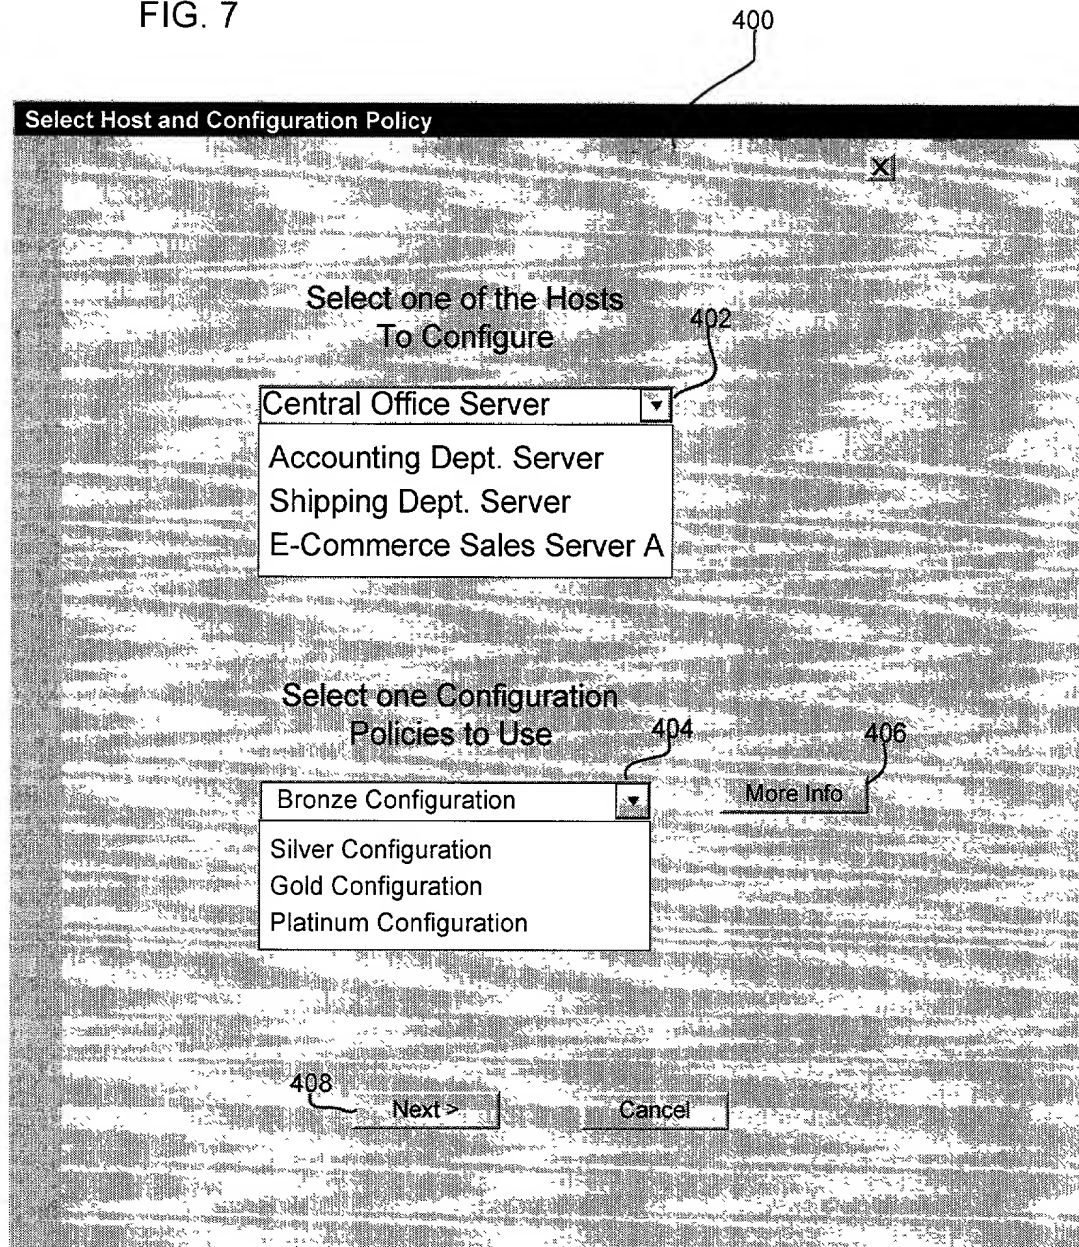 FIG. 7
400
Select Host and Configuration Policy
X
Select one of the Hosts
To Configure
402
Central Office Server
Accounting Dept. Server
Shipping Dept. Server
E-Commerce Sales Server A
Select one Configuration
Policies to Use
404
406
Bronze Configuration
More Info
Silver Configuration
Gold Configuration
Platinum Configuration
408
Next >
Cancel